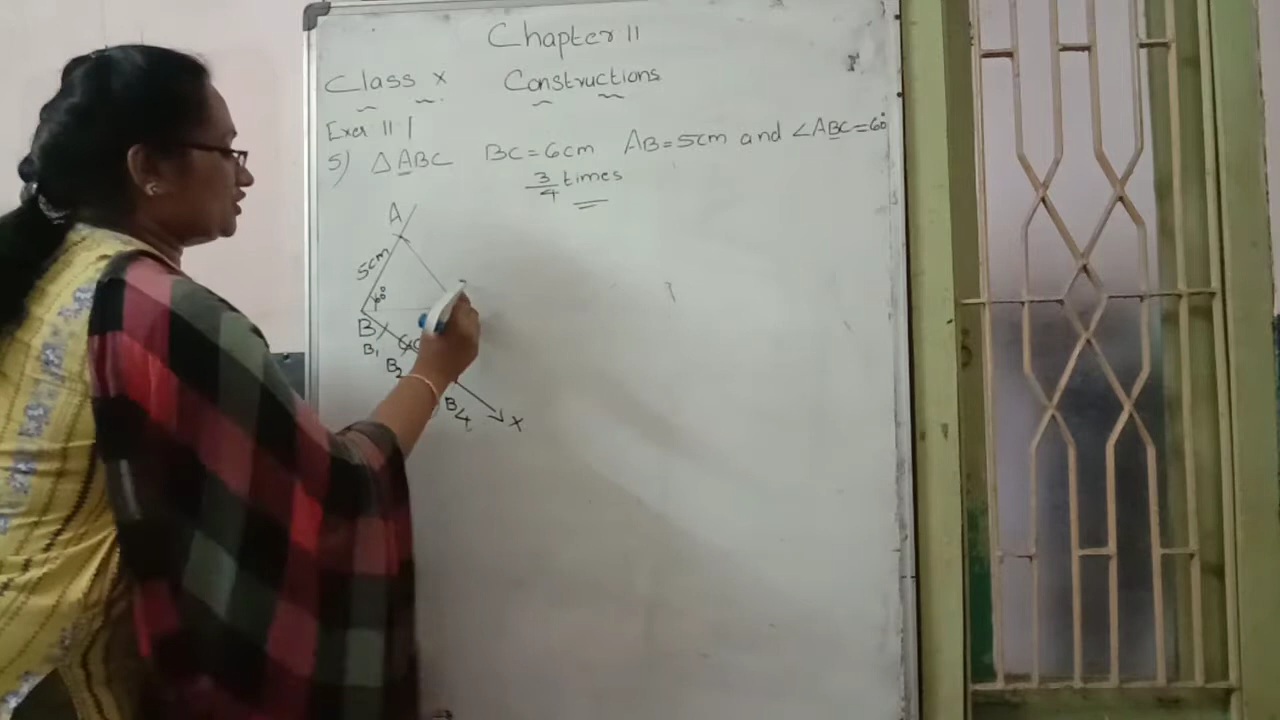 Chapter 11
Class x Constructions
Exer 11.1
5) △ABC BC=6cm AB=5cm and ∠ABC=60°
3/4 times
A
5cm
60°
B
B₁
B₂
B₄
x